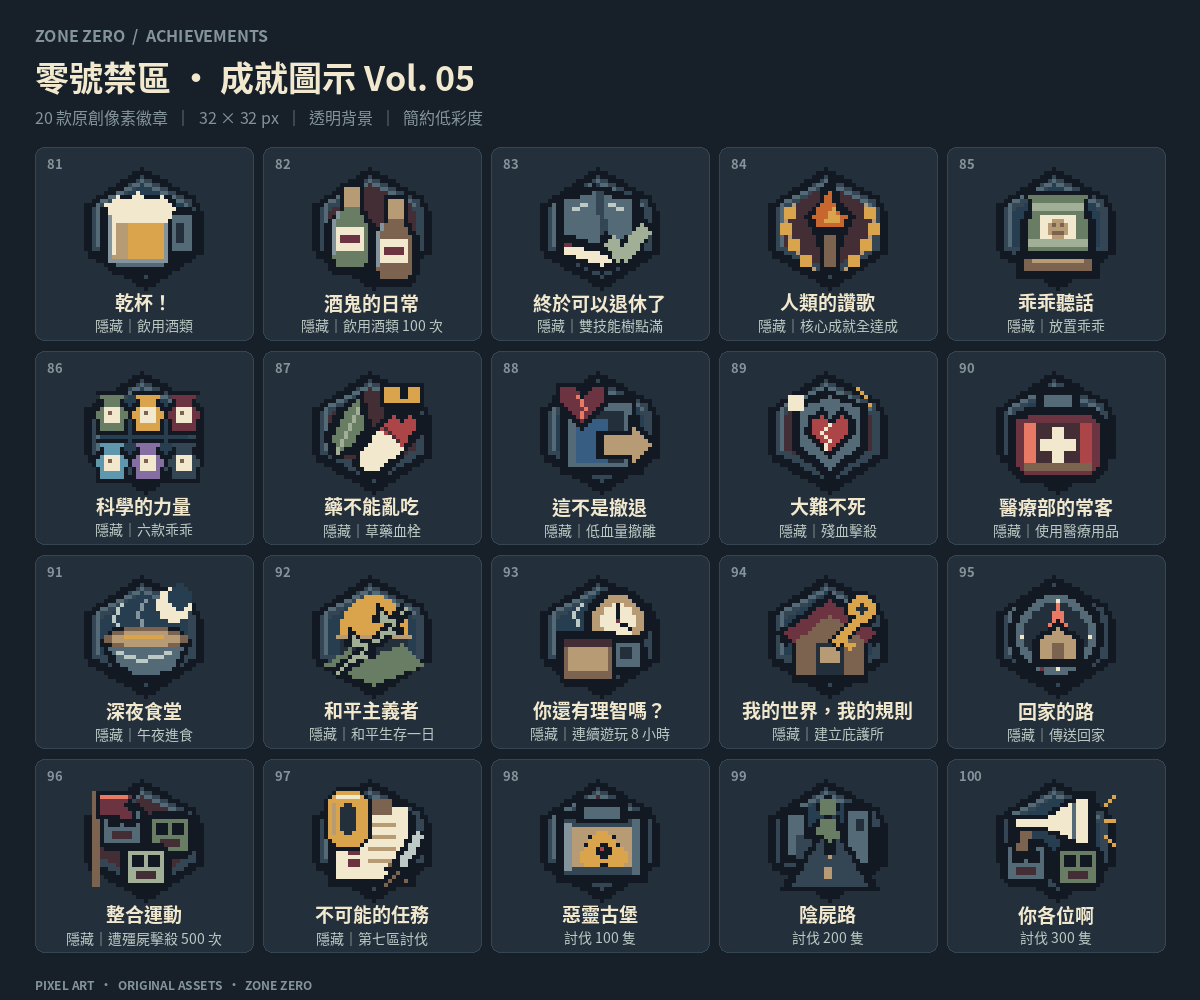 ZONE ZERO / ACHIEVEMENTS
零號禁區 · 成就圖示 Vol. 05
20 款原創像素徽章 | 32 × 32 px | 透明背景 | 簡約低彩度
81
乾杯！
隱藏｜飲用酒類
82
酒鬼的日常
隱藏｜飲用酒類 100 次
83
終於可以退休了
隱藏｜雙技能樹點滿
84
人類的讚歌
隱藏｜核心成就全達成
85
乖乖聽話
隱藏｜放置乖乖
86
科學的力量
隱藏｜六款乖乖
87
藥不能亂吃
隱藏｜草藥血栓
88
這不是撤退
隱藏｜低血量撤離
89
大難不死
隱藏｜殘血擊殺
90
醫療部的常客
隱藏｜使用醫療用品
91
深夜食堂
隱藏｜午夜進食
92
和平主義者
隱藏｜和平生存一日
93
你還有理智嗎？
隱藏｜連續遊玩 8 小時
94
我的世界，我的規則
隱藏｜建立庇護所
95
回家的路
隱藏｜傳送回家
96
整合運動
隱藏｜遭殭屍擊殺 500 次
97
不可能的任務
隱藏｜第七區討伐
98
惡靈古堡
討伐 100 隻
99
陰屍路
討伐 200 隻
100
你各位啊
討伐 300 隻
PIXEL ART · ORIGINAL ASSETS · ZONE ZERO